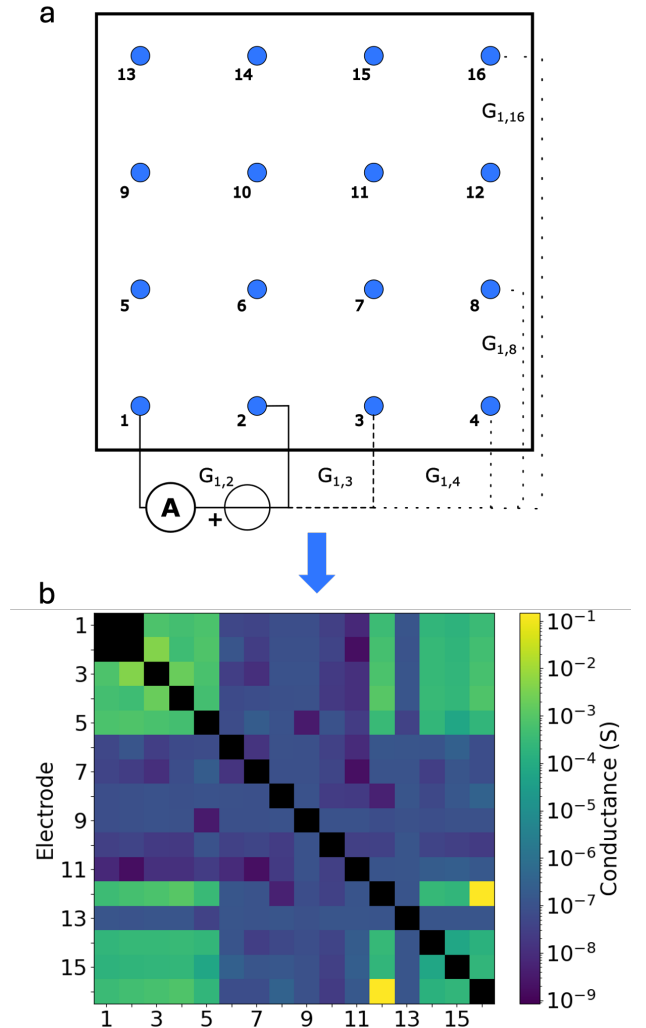 a
13 14 15 16
G1,16
9 10 11 12
5 6 7 8
G1,8
1 2 3 4
G1,2 G1,3 G1,4
A
+
b
1
3
5
7
9
11
13
15
Electrode
1 3 5 7 9 11 13 15
10⁻¹
10⁻²
10⁻³
10⁻⁴
10⁻⁵
10⁻⁶
10⁻⁷
10⁻⁸
10⁻⁹
Conductance (S)